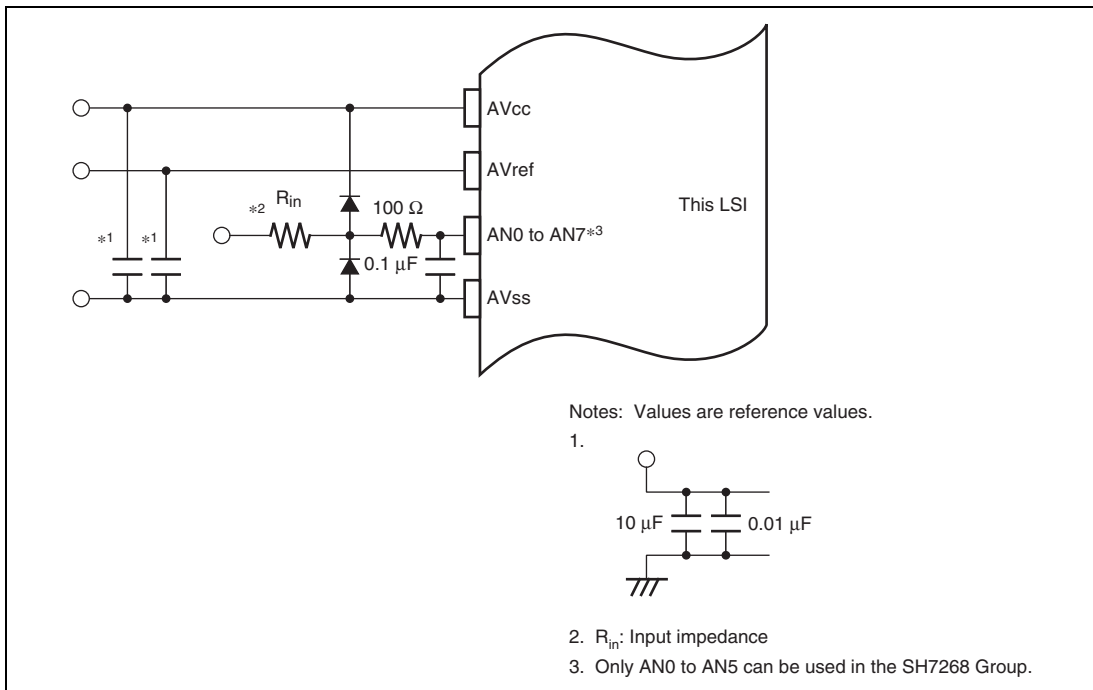 AVcc
AVref
This LSI
*2 Rin
100 Ω
AN0 to AN7*3
*1
*1
0.1 μF
AVss
Notes: Values are reference values.
1.
10 μF
0.01 μF
2. Rin: Input impedance
3. Only AN0 to AN5 can be used in the SH7268 Group.